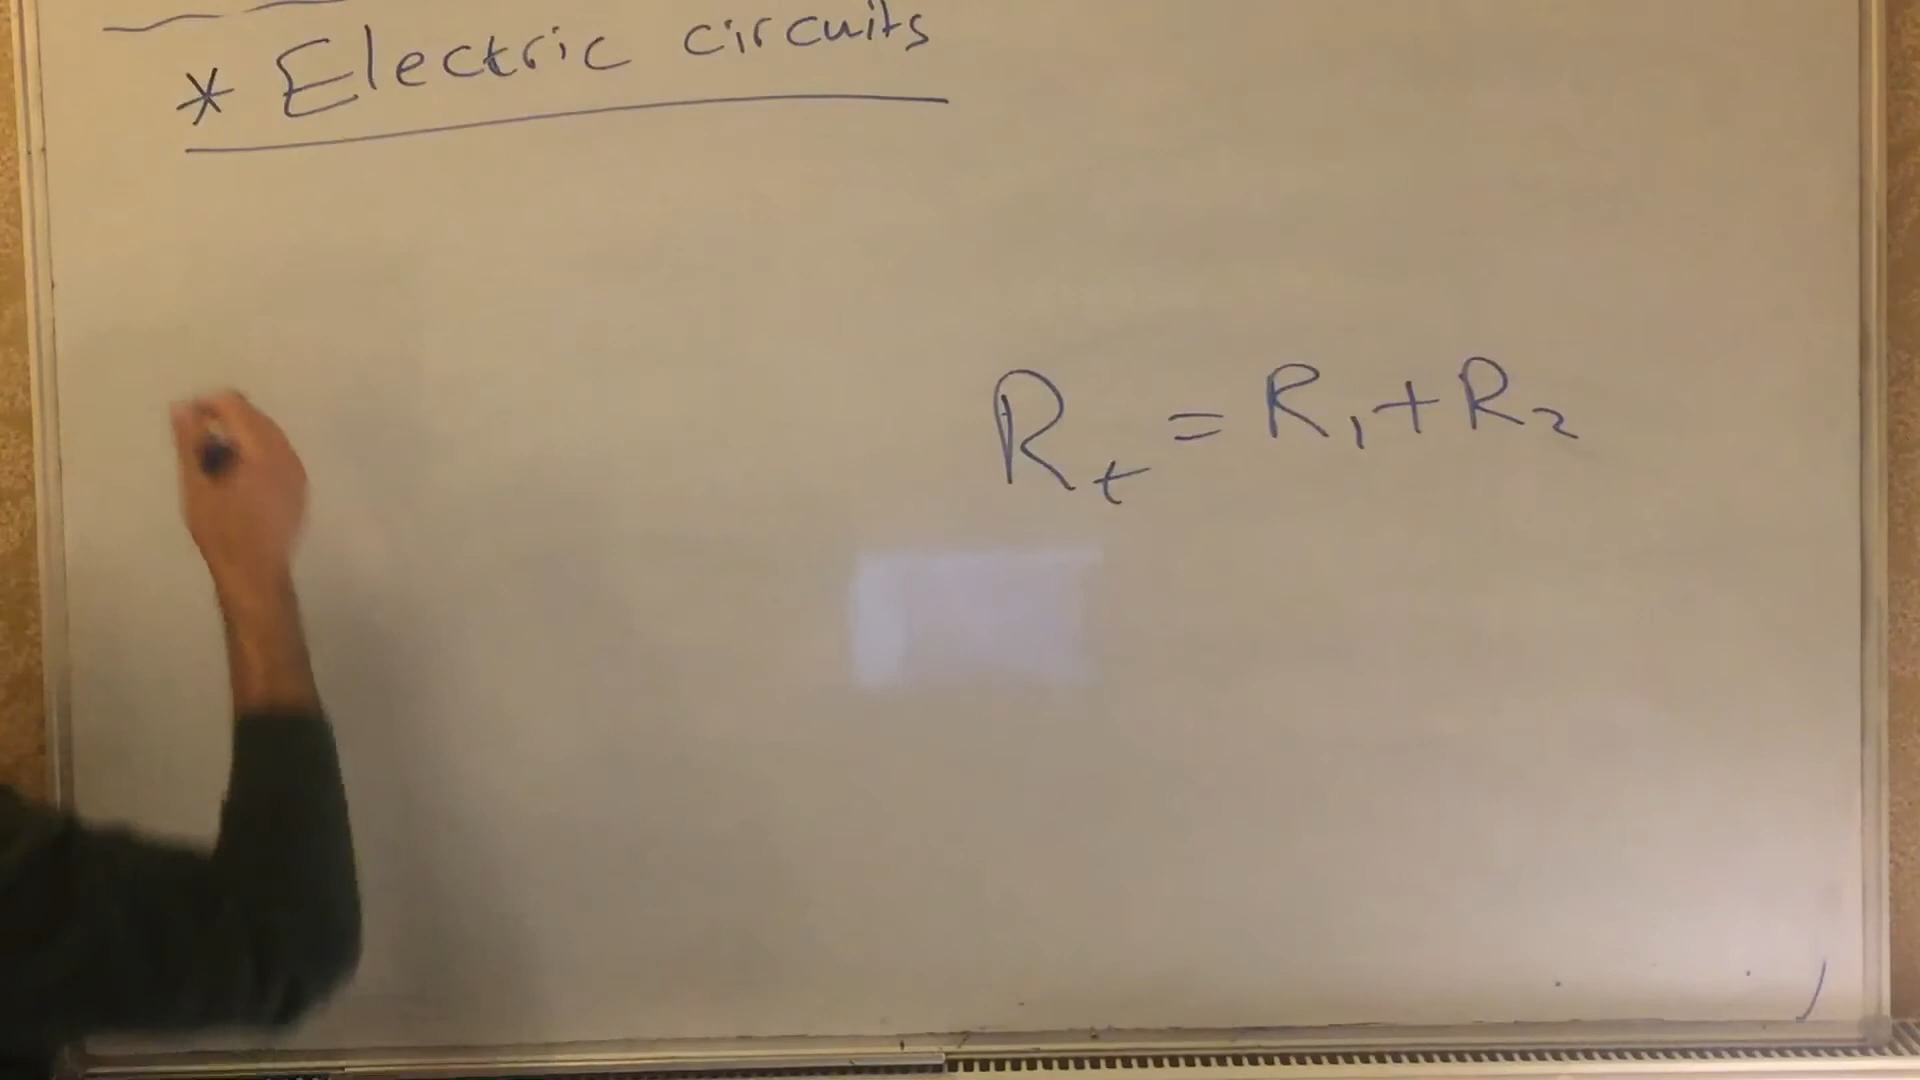 * Electric circuits
Rₜ = R₁ + R₂